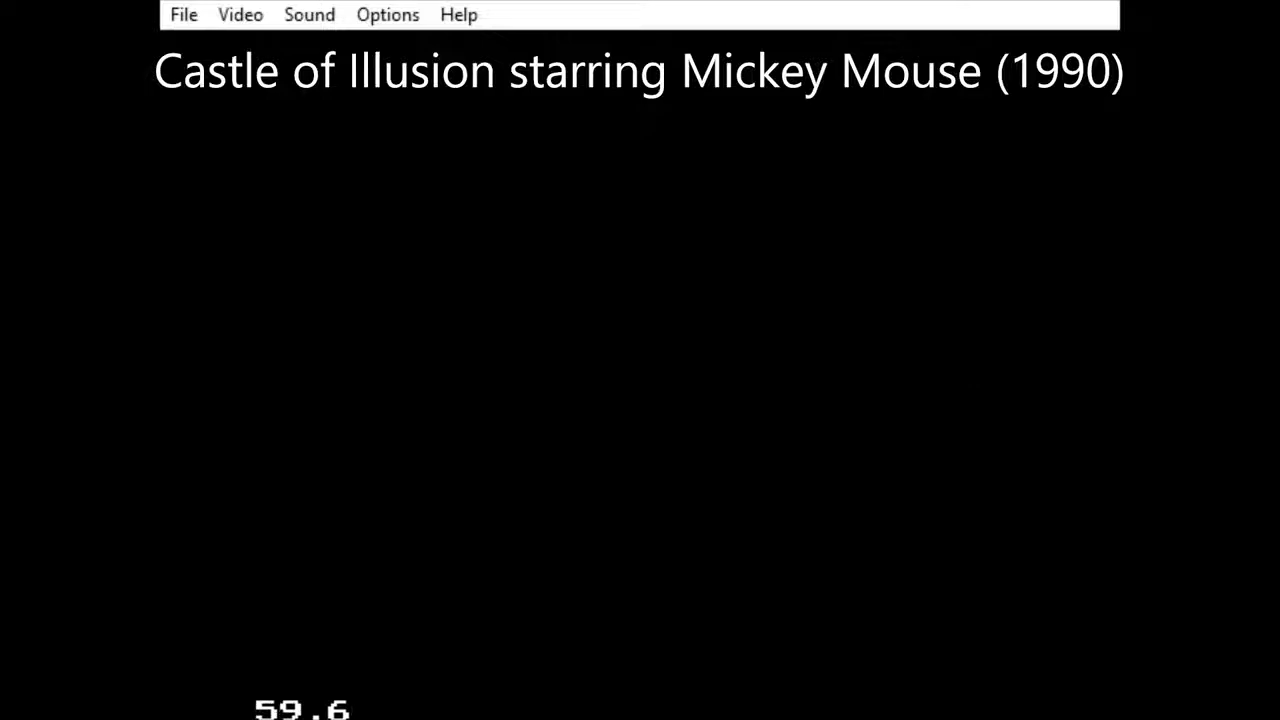 File Video Sound Options Help
Castle of Illusion starring Mickey Mouse (1990)
59.6